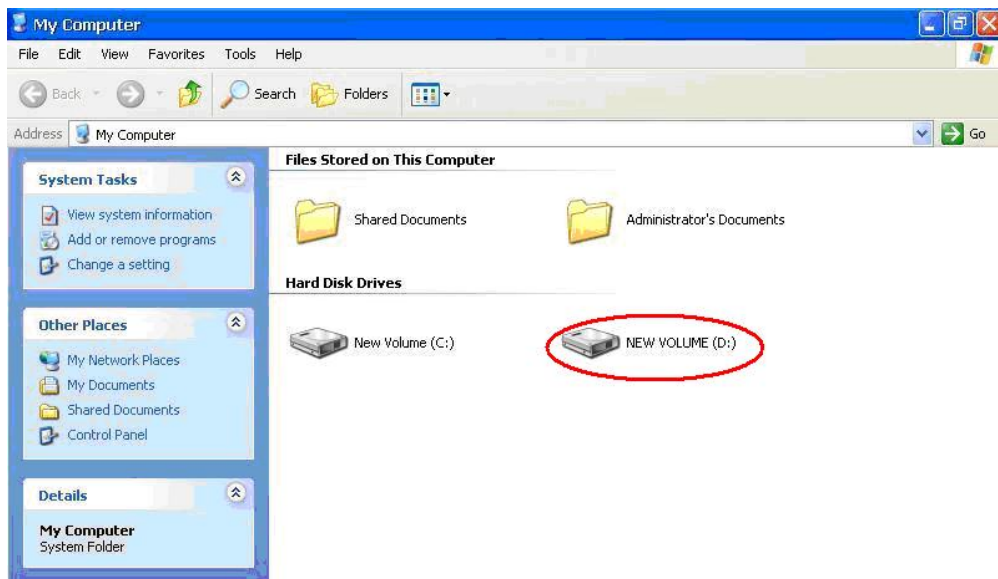 My Computer
File Edit View Favorites Tools Help
Back Search Folders
Address My Computer Go
System Tasks
View system information
Add or remove programs
Change a setting
Other Places
My Network Places
My Documents
Shared Documents
Control Panel
Details
My Computer
System Folder
Files Stored on This Computer
Shared Documents Administrator's Documents
Hard Disk Drives
New Volume (C:) NEW VOLUME (D:)